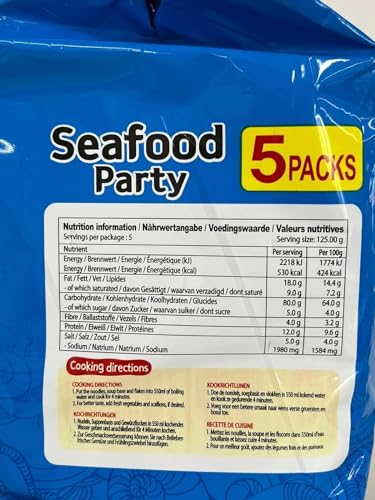 Seafood
Party
5 PACKS
Nutrition information / Nährwertangabe / Voedingswaarde / Valeurs nutritives
Servings per package : 5 Serving size: 125.00 g
Nutrient Per serving Per 100g
Energy / Brennwert / Energie / Énergétique (kJ) 2218 kJ 1774 kJ
Energy / Brennwert / Energie / Énergétique (kcal) 530 kcal 424 kcal
Fat / Fett / Vet / Lipides 18.0 g 14.4 g
- of which saturated / davon Gesättigt / waarvan verzadigd / dont saturé 9.0 g 7.2 g
Carbohydrate / Kohlenhydrate / Koolhydraten / Glucides 80.0 g 64.0 g
- of which sugar / davon Zucker / waarvan suiker / dont sucre 5.0 g 4.0 g
Fibre / Ballaststoffe / Vezels / Fibres 4.0 g 3.2 g
Protein / Eiweiß / Eiwit / Protéines 12.0 g 9.6 g
Salt / Salz / Zout / Sel 5.0 g 4.0 g
- Sodium / Natrium / Natrium / Sodium 1980 mg 1584 mg
Cooking directions
COOKING DIRECTIONS
1. Put the noodles, soup base and flakes into 550ml of boiling
water and cook for 4 minutes.
2. For better taste, add fresh vegetables and scallions, if desired.
KOCHRICHTUNGEN
1. Nudeln, Suppenbasis und Gewürzflocken in 550 ml kochendes
Wasser geben und anschließend für 4 Minuten kochen.
2. Zur Geschmacksverbesserung können Sie nach Belieben
frisches Gemüse und Frühlingszwiebel hinzufügen.
KOOKRICHTLIJNEN
1. Doe de noedels, soepbasis en vlokken in 550 ml kokend water
en kook ze gedurende 4 minuten.
2. Voeg voor een betere smaak naar wens verse groenten en
bosui toe.
RECETTE DE CUISINE
1. Mettez les nouilles, la soupe et les flocons dans 550ml d'eau
bouillante et laissez cuire 4 minutes.
2. Pour un meilleur goût, ajoutez des légumes frais et des poireaux.